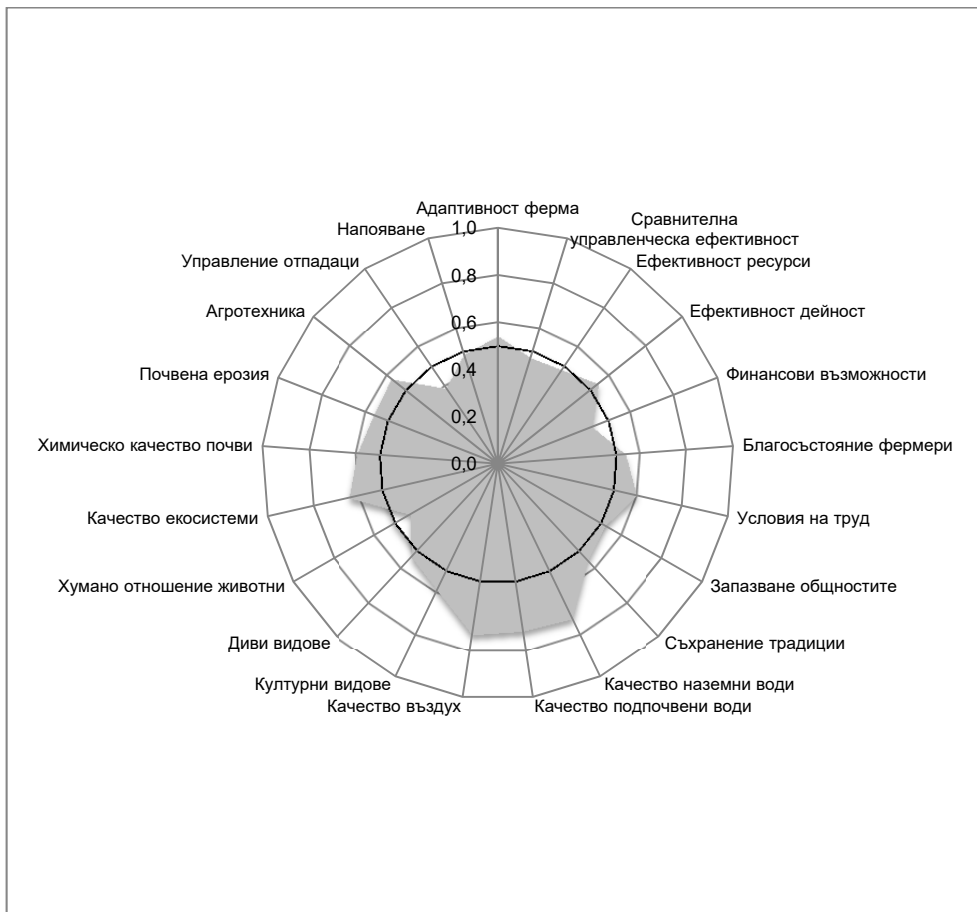 Адаптивност ферма
Сравнителна
управленческа ефективност
Ефективност ресурси
Ефективност дейност
Финансови възможности
Благосъстояние фермери
Условия на труд
Запазване общностите
Съхранение традиции
Качество наземни води
Качество подпочвени води
Качество въздух
Културни видове
Диви видове
Хумано отношение животни
Качество екосистеми
Химическо качество почви
Почвена ерозия
Агротехника
Управление отпадаци
Напояване
1,0
0,8
0,6
0,4
0,2
0,0